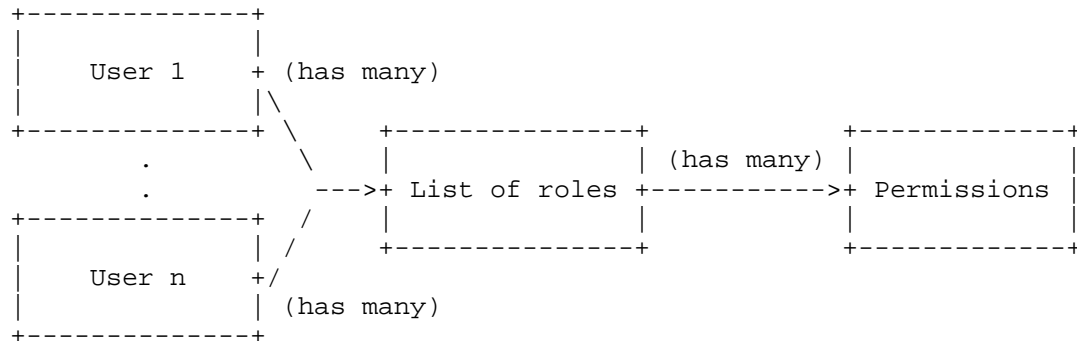 User 1 (has many)
(has many)
List of roles Permissions
User n
(has many)